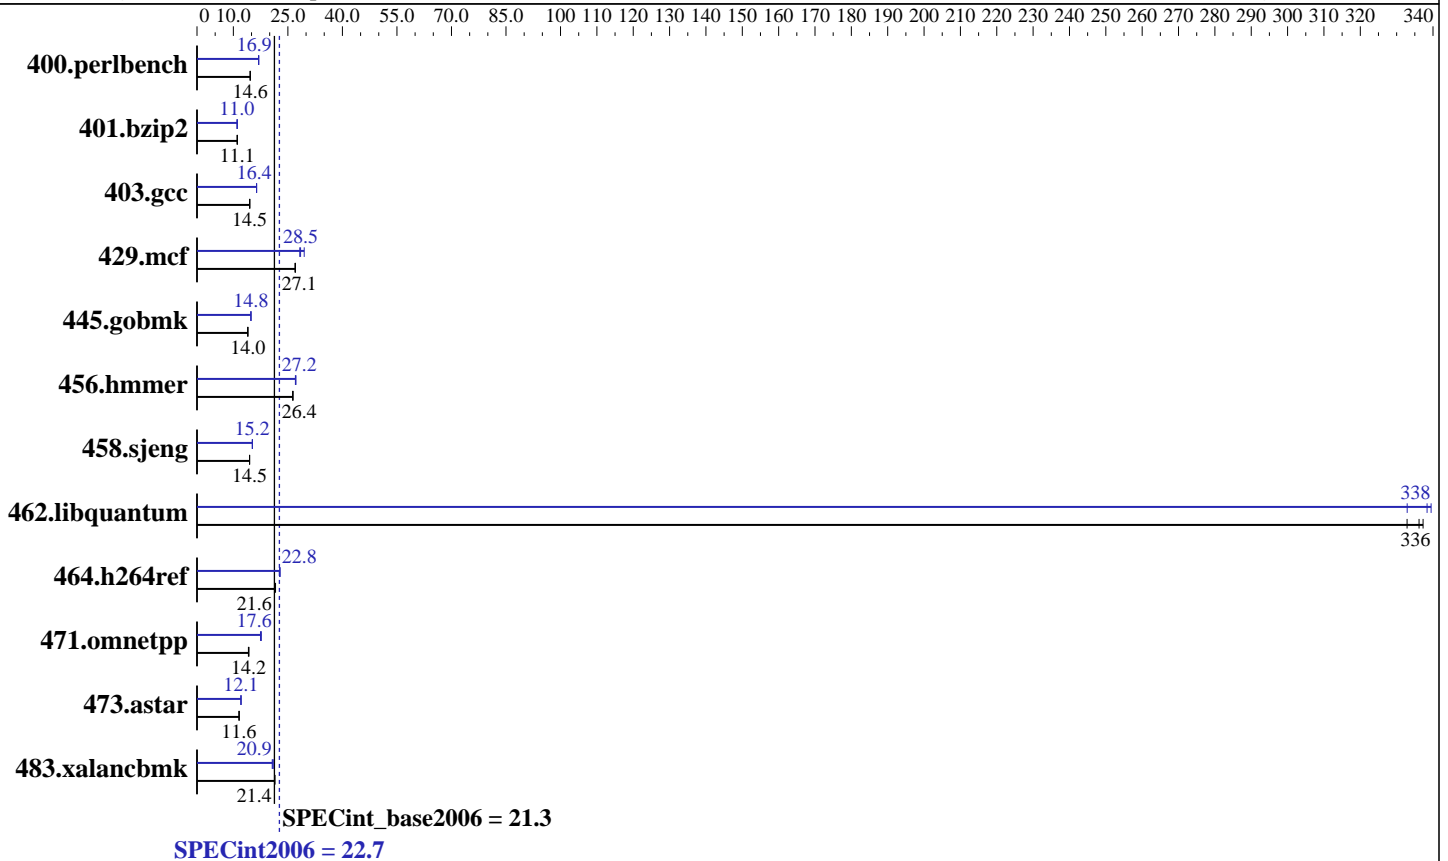 0 10.0 25.0 40.0 55.0 70.0 85.0 100 110 120 130 140 150 160 170 180 190 200 210 220 230 240 250 260 270 280 290 300 310 320 340
16.9
400.perlbench
14.6
11.0
401.bzip2
11.1
16.4
403.gcc
14.5
28.5
429.mcf
27.1
14.8
445.gobmk
14.0
27.2
456.hmmer
26.4
15.2
458.sjeng
14.5
338
462.libquantum
336
22.8
464.h264ref
21.6
17.6
471.omnetpp
14.2
12.1
473.astar
11.6
20.9
483.xalancbmk
21.4
SPECint_base2006 = 21.3
SPECint2006 = 22.7